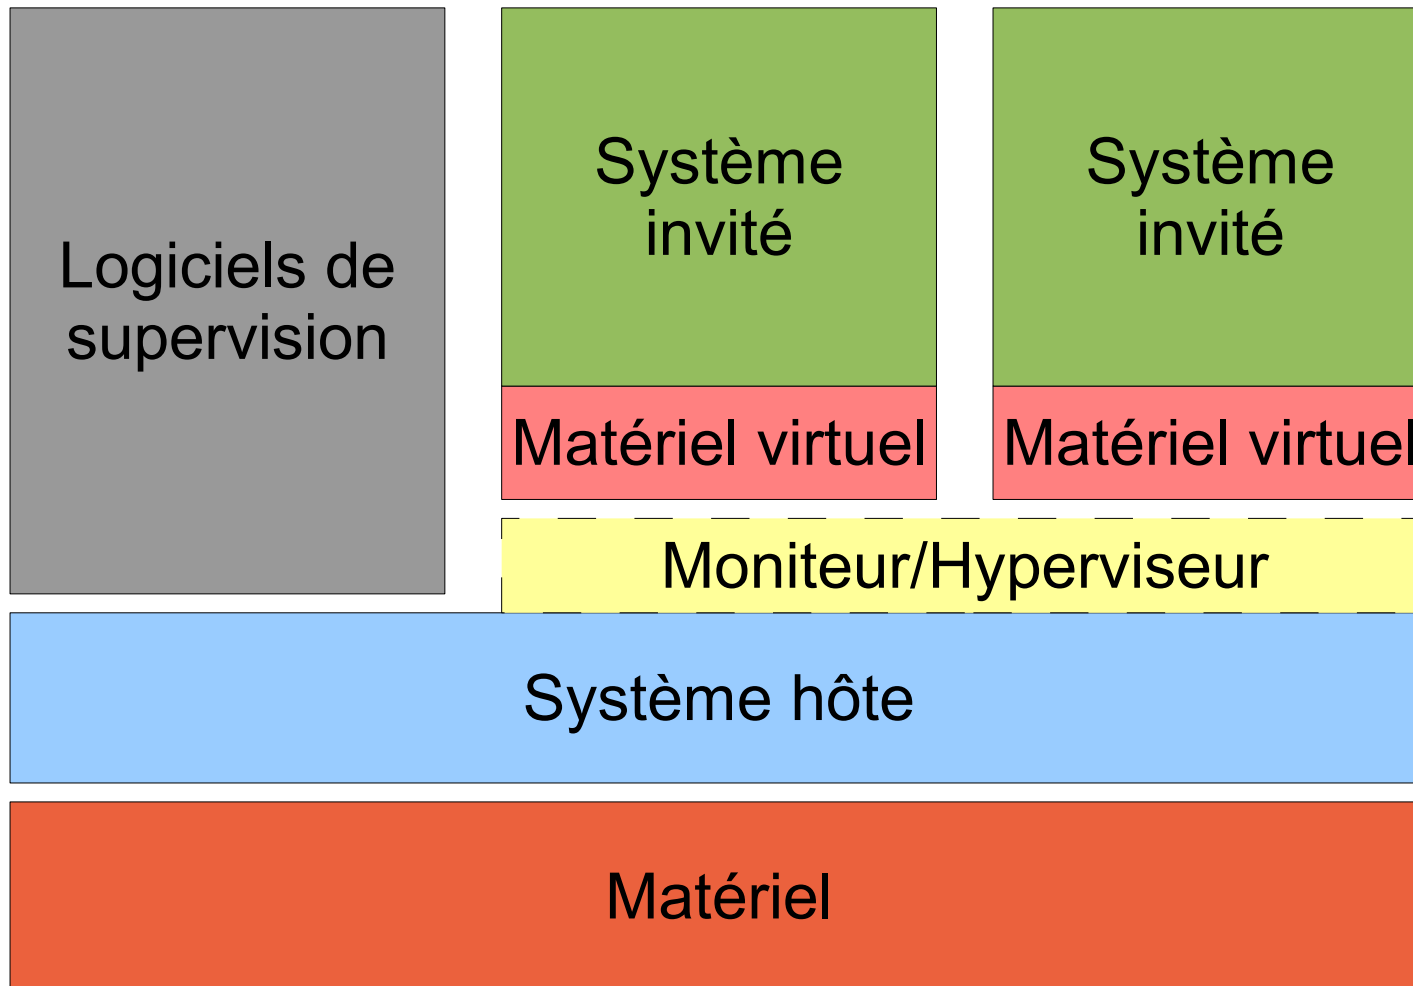 Logiciels de
supervision
Système
invité
Système
invité
Matériel virtuel
Matériel virtuel
Moniteur/Hyperviseur
Système hôte
Matériel